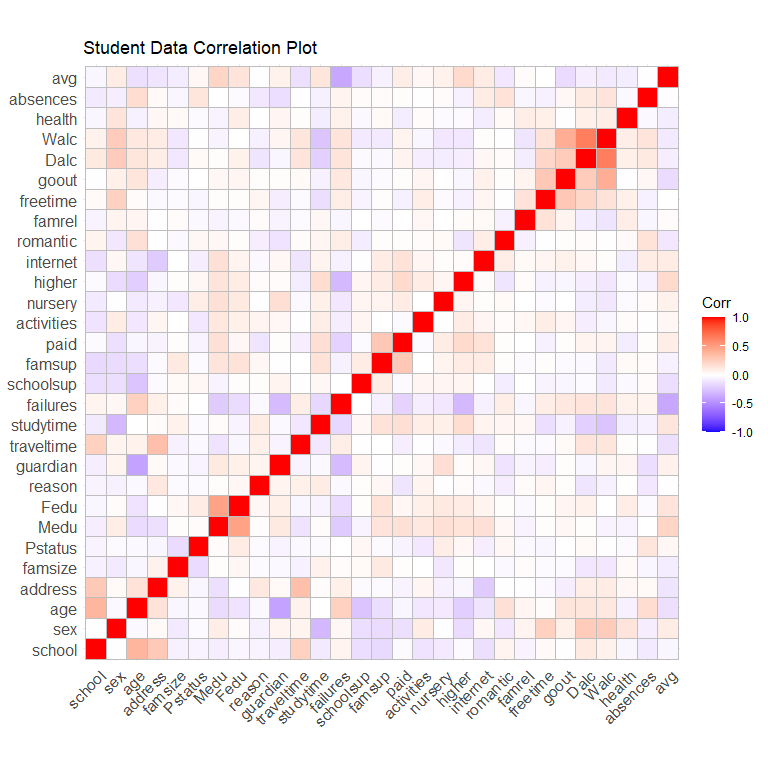 Student Data Correlation Plot
avg
absences
health
Walc
Dalc
goout
freetime
famrel
romantic
internet
higher
nursery
activities
paid
famsup
schoolsup
failures
studytime
traveltime
guardian
reason
Fedu
Medu
Pstatus
famsize
address
age
sex
school
school
sex
age
address
famsize
Pstatus
Medu
Fedu
reason
guardian
traveltime
studytime
failures
schoolsup
famsup
paid
activities
nursery
higher
internet
romantic
famrel
freetime
goout
Dalc
Walc
health
absences
avg
Corr
1.0
0.5
0.0
-0.5
-1.0